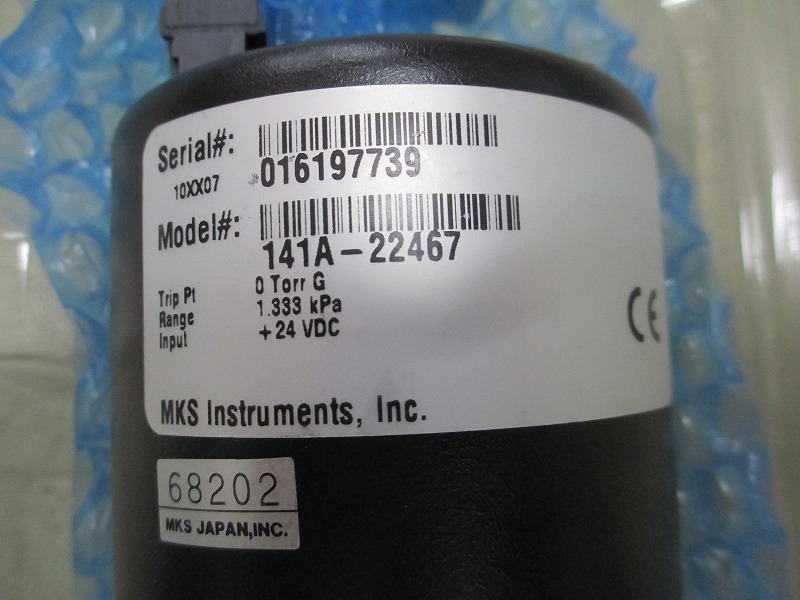 Serial#:
016197739
10XX07
Model#:
141A-22467
Trip Pt 0 Torr G
Range 1.333 kPa
Input +24 VDC
CE
MKS Instruments, Inc.
68202
MKS JAPAN,INC.